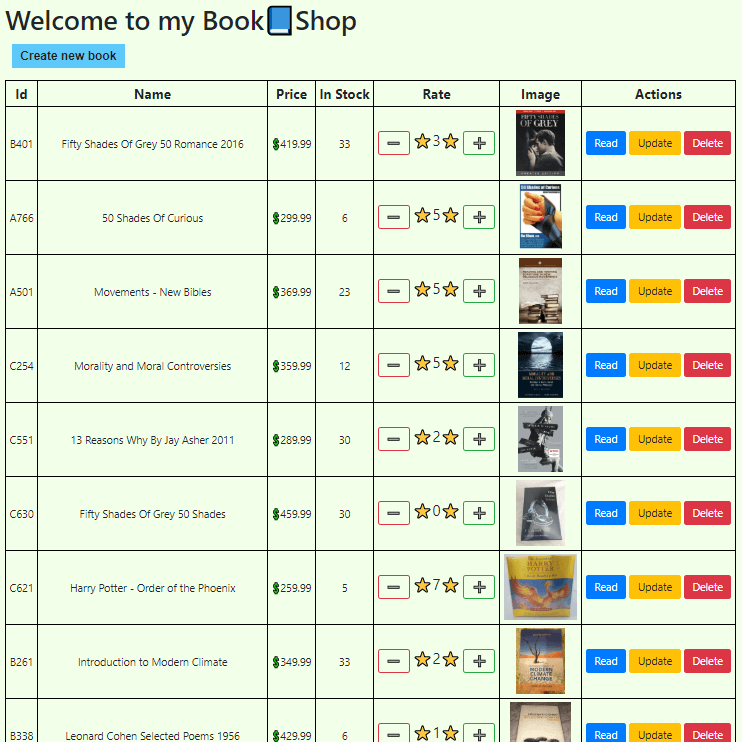 Welcome to my Book📘Shop
Create new book
Id Name Price In Stock Rate Image Actions
B401 Fifty Shades Of Grey 50 Romance 2016 💲419.99 33 ➖ ⭐3⭐ ➕ FIFTY SHADES OF GREY Read Update Delete
A766 50 Shades Of Curious 💲299.99 6 ➖ ⭐5⭐ ➕ 50 Shades of Curious Read Update Delete
A501 Movements - New Bibles 💲369.99 23 ➖ ⭐5⭐ ➕ Read Update Delete
C254 Morality and Moral Controversies 💲359.99 12 ➖ ⭐5⭐ ➕ MORALITY AND MORAL CONTROVERSIES Read Update Delete
C551 13 Reasons Why By Jay Asher 2011 💲289.99 30 ➖ ⭐2⭐ ➕ Read Update Delete
C630 Fifty Shades Of Grey 50 Shades 💲459.99 30 ➖ ⭐0⭐ ➕ Read Update Delete
C621 Harry Potter - Order of the Phoenix 💲259.99 5 ➖ ⭐7⭐ ➕ HARRY POTTER Read Update Delete
B261 Introduction to Modern Climate 💲349.99 33 ➖ ⭐2⭐ ➕ MODERN CLIMATE CHANGE Read Update Delete
B338 Leonard Cohen Selected Poems 1956 💲429.99 6 ➖ ⭐1⭐ ➕ Read Update Delete